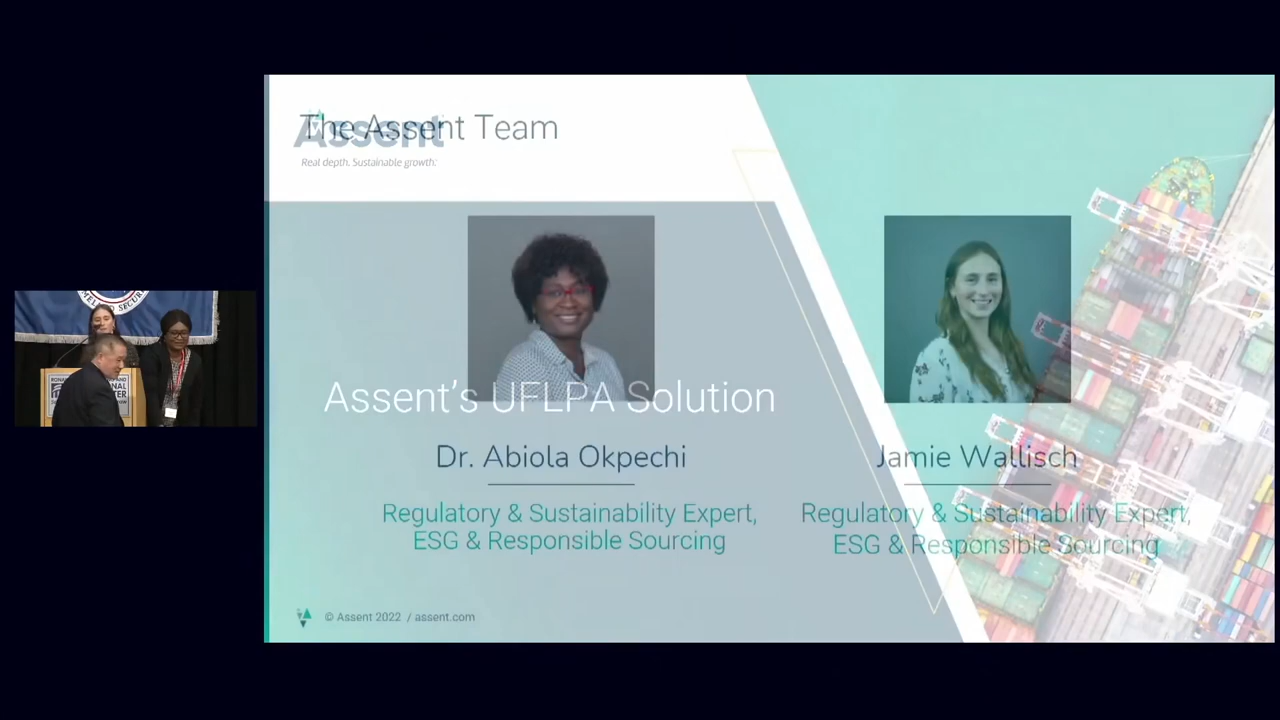 The Assent Team
Assent
Real depth. Sustainable growth.
Assent's UFLPA Solution
Dr. Abiola Okpechi
Jamie Wallisch
Regulatory & Sustainability Expert,
ESG & Responsible Sourcing
Regulatory & Sustainability Expert,
ESG & Responsible Sourcing
© Assent 2022 / assent.com